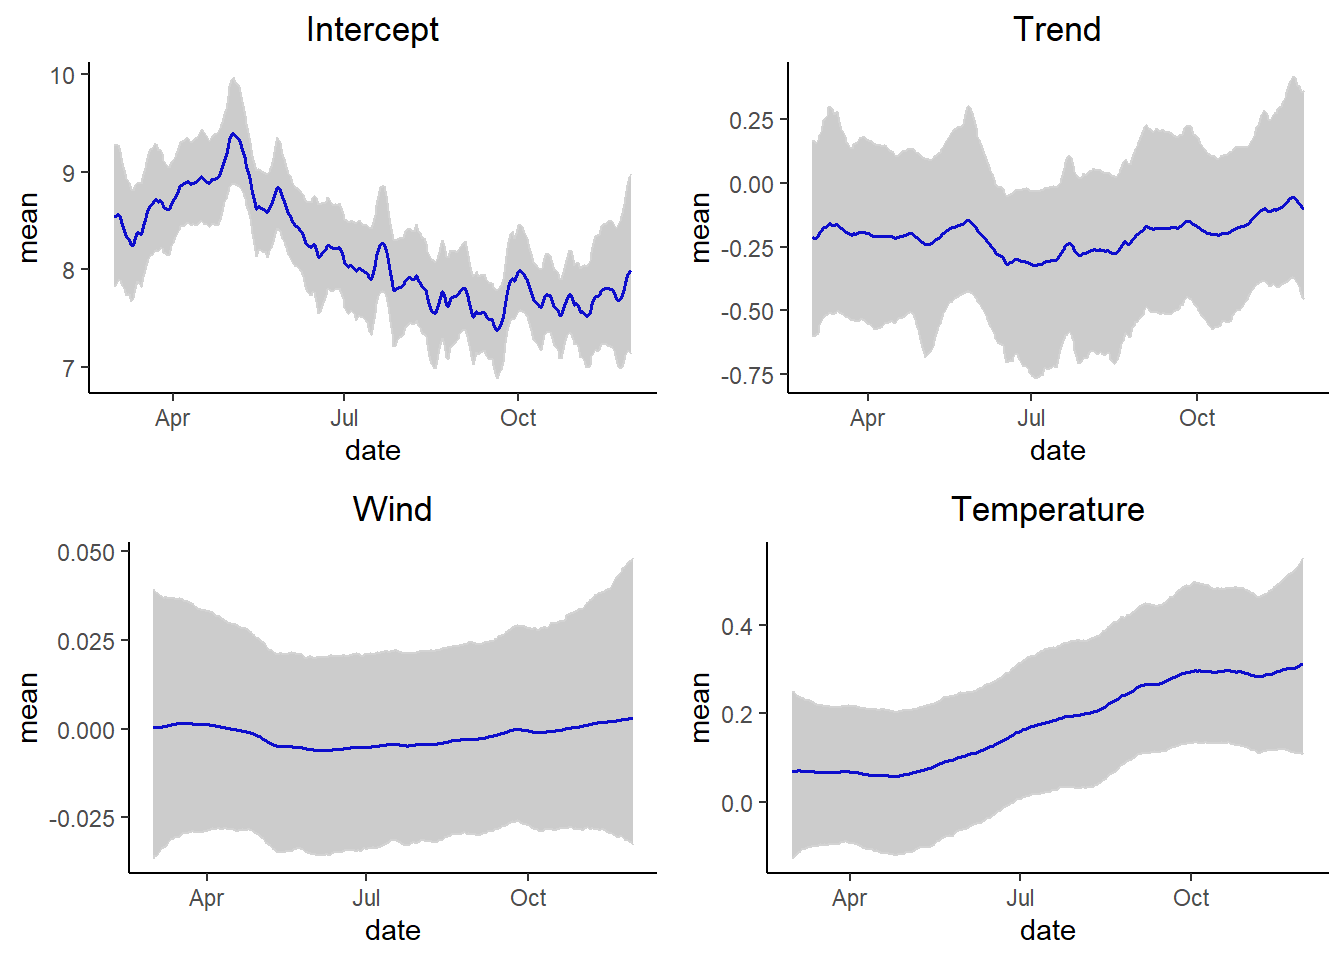 Intercept
mean
10
9
8
7
Apr Jul Oct
date
Trend
mean
0.25
0.00
-0.25
-0.50
-0.75
Apr Jul Oct
date
Wind
mean
0.050
0.025
0.000
-0.025
Apr Jul Oct
date
Temperature
mean
0.4
0.2
0.0
Apr Jul Oct
date